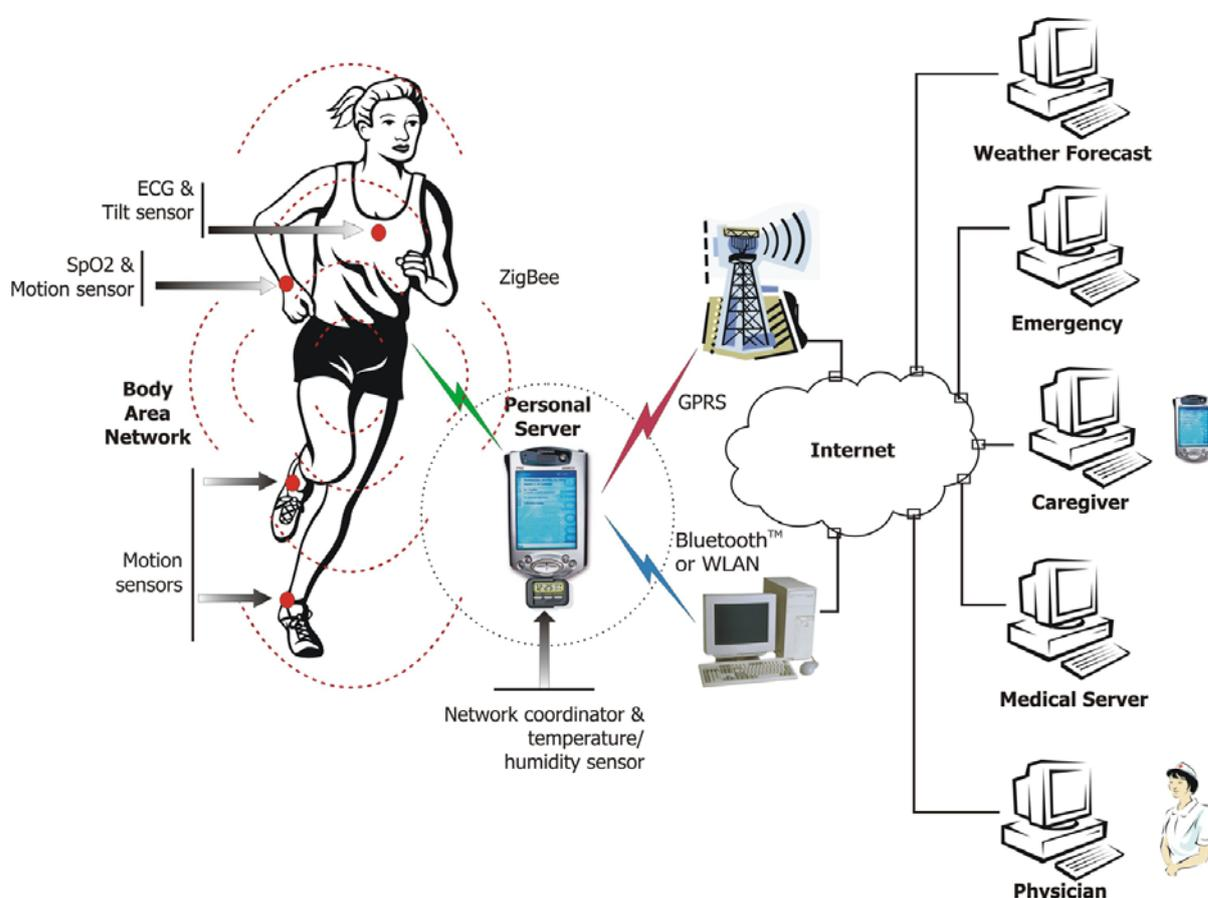 Weather Forecast
ECG &
Tilt sensor
SpO2 &
Motion sensor
ZigBee
Emergency
Body
Area
Network
Personal
Server
GPRS
Internet
Caregiver
Motion
sensors
Bluetooth™
or WLAN
Medical Server
Network coordinator &
temperature/
humidity sensor
Physician